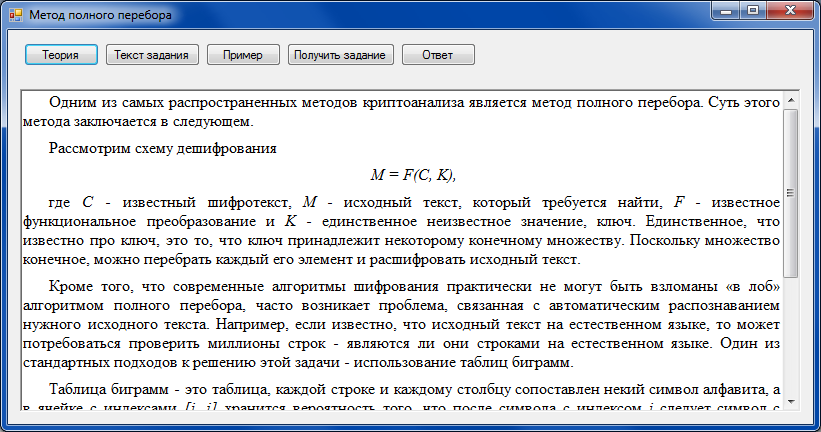 Метод полного перебора
Теория Текст задания Пример Получить задание Ответ
Одним из самых распространенных методов криптоанализа является метод полного перебора. Суть этого
метода заключается в следующем.
Рассмотрим схему дешифрования
M = F(C, K),
где C - известный шифротекст, M - исходный текст, который требуется найти, F - известное
функциональное преобразование и K - единственное неизвестное значение, ключ. Единственное, что
известно про ключ, это то, что ключ принадлежит некоторому конечному множеству. Поскольку множество
конечное, можно перебрать каждый его элемент и расшифровать исходный текст.
Кроме того, что современные алгоритмы шифрования практически не могут быть взломаны «в лоб»
алгоритмом полного перебора, часто возникает проблема, связанная с автоматическим распознаванием
нужного исходного текста. Например, если известно, что исходный текст на естественном языке, то может
потребоваться проверить миллионы строк - являются ли они строками на естественном языке. Один из
стандартных подходов к решению этой задачи - использование таблиц биграмм.
Таблица биграмм - это таблица, каждой строке и каждому столбцу сопоставлен некий символ алфавита, а
в ячейке с индексами [i, j] хранится вероятность того, что после символа с индексом i следует символ с